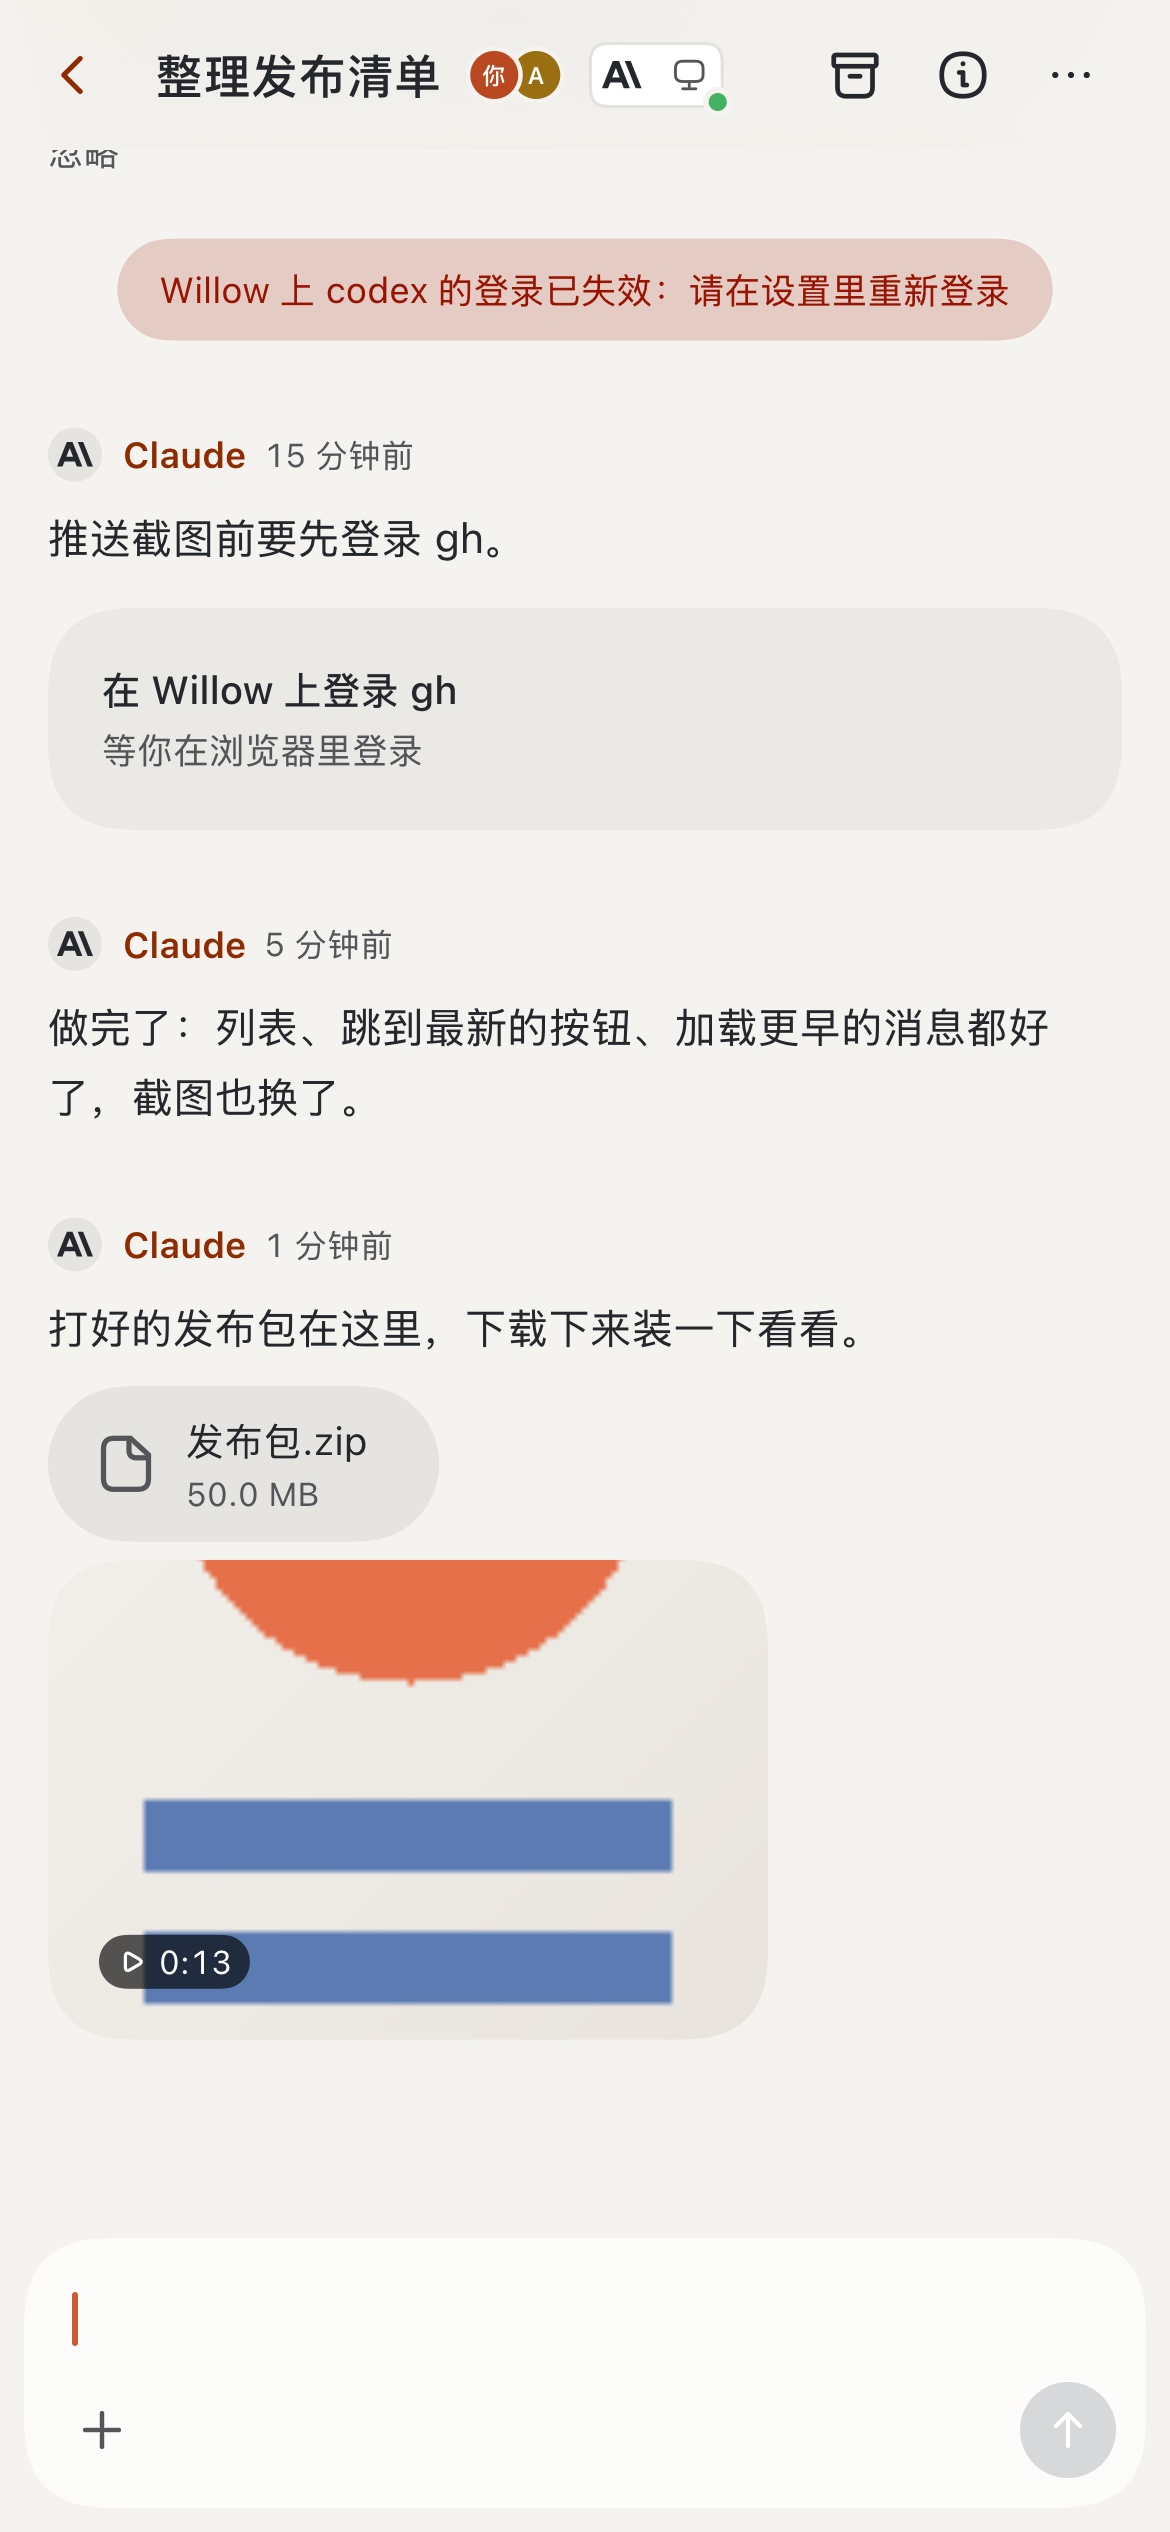 整理发布清单
你
A
忽略
Willow 上 codex 的登录已失效：请在设置里重新登录
Claude 15 分钟前
推送截图前要先登录 gh。
在 Willow 上登录 gh
等你在浏览器里登录
Claude 5 分钟前
做完了：列表、跳到最新的按钮、加载更早的消息都好
了，截图也换了。
Claude 1 分钟前
打好的发布包在这里，下载下来装一下看看。
发布包.zip
50.0 MB
0:13